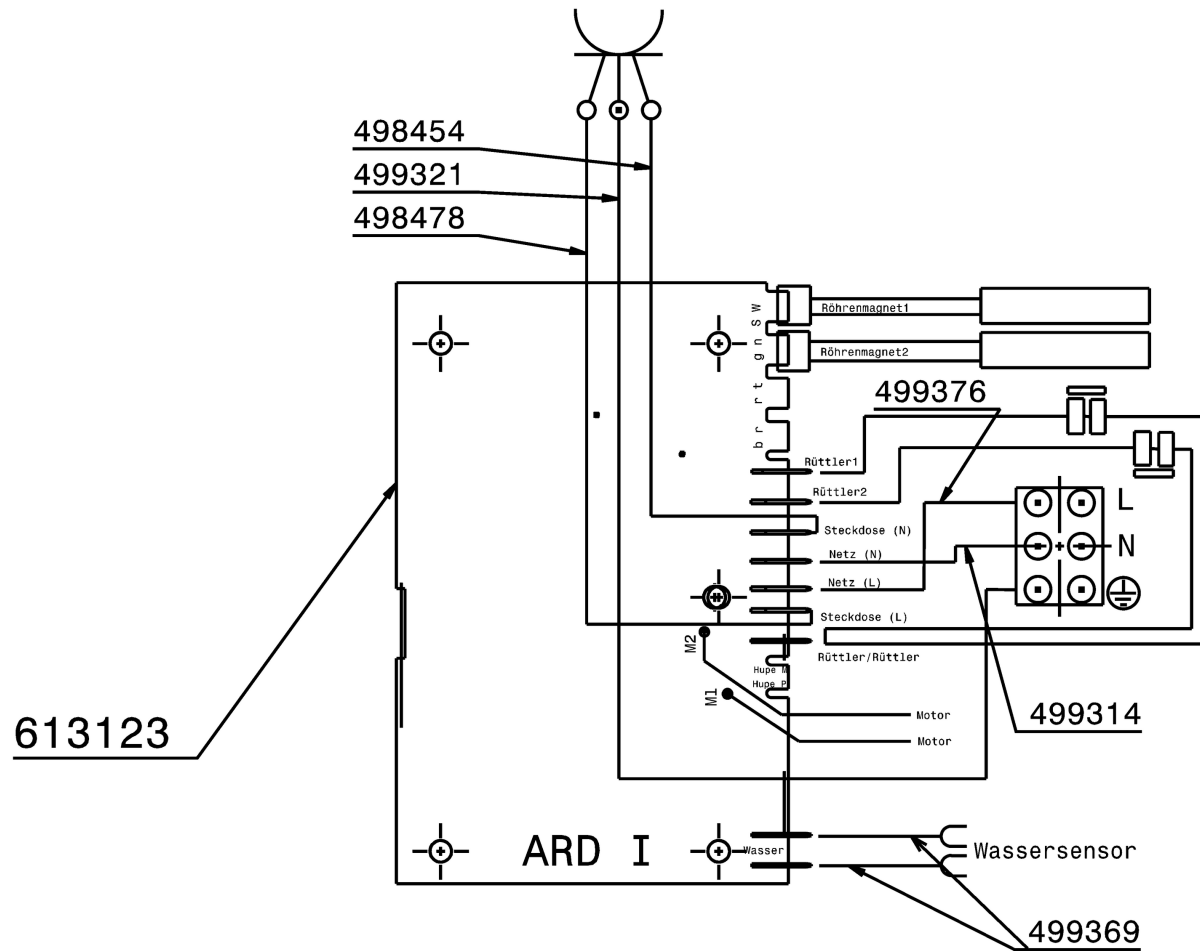 498454
499321
498478
SW
gn
rt
br
Röhrenmagnet1
Röhrenmagnet2
499376
Rüttler1
Rüttler2
L
Steckdose (N)
N
Netz (N)
Netz (L)
Steckdose (L)
M2
Rüttler/Rüttler
Hupe M
Hupe P
M1
Motor
499314
613123
Motor
ARD I
Wasser
Wassersensor
499369